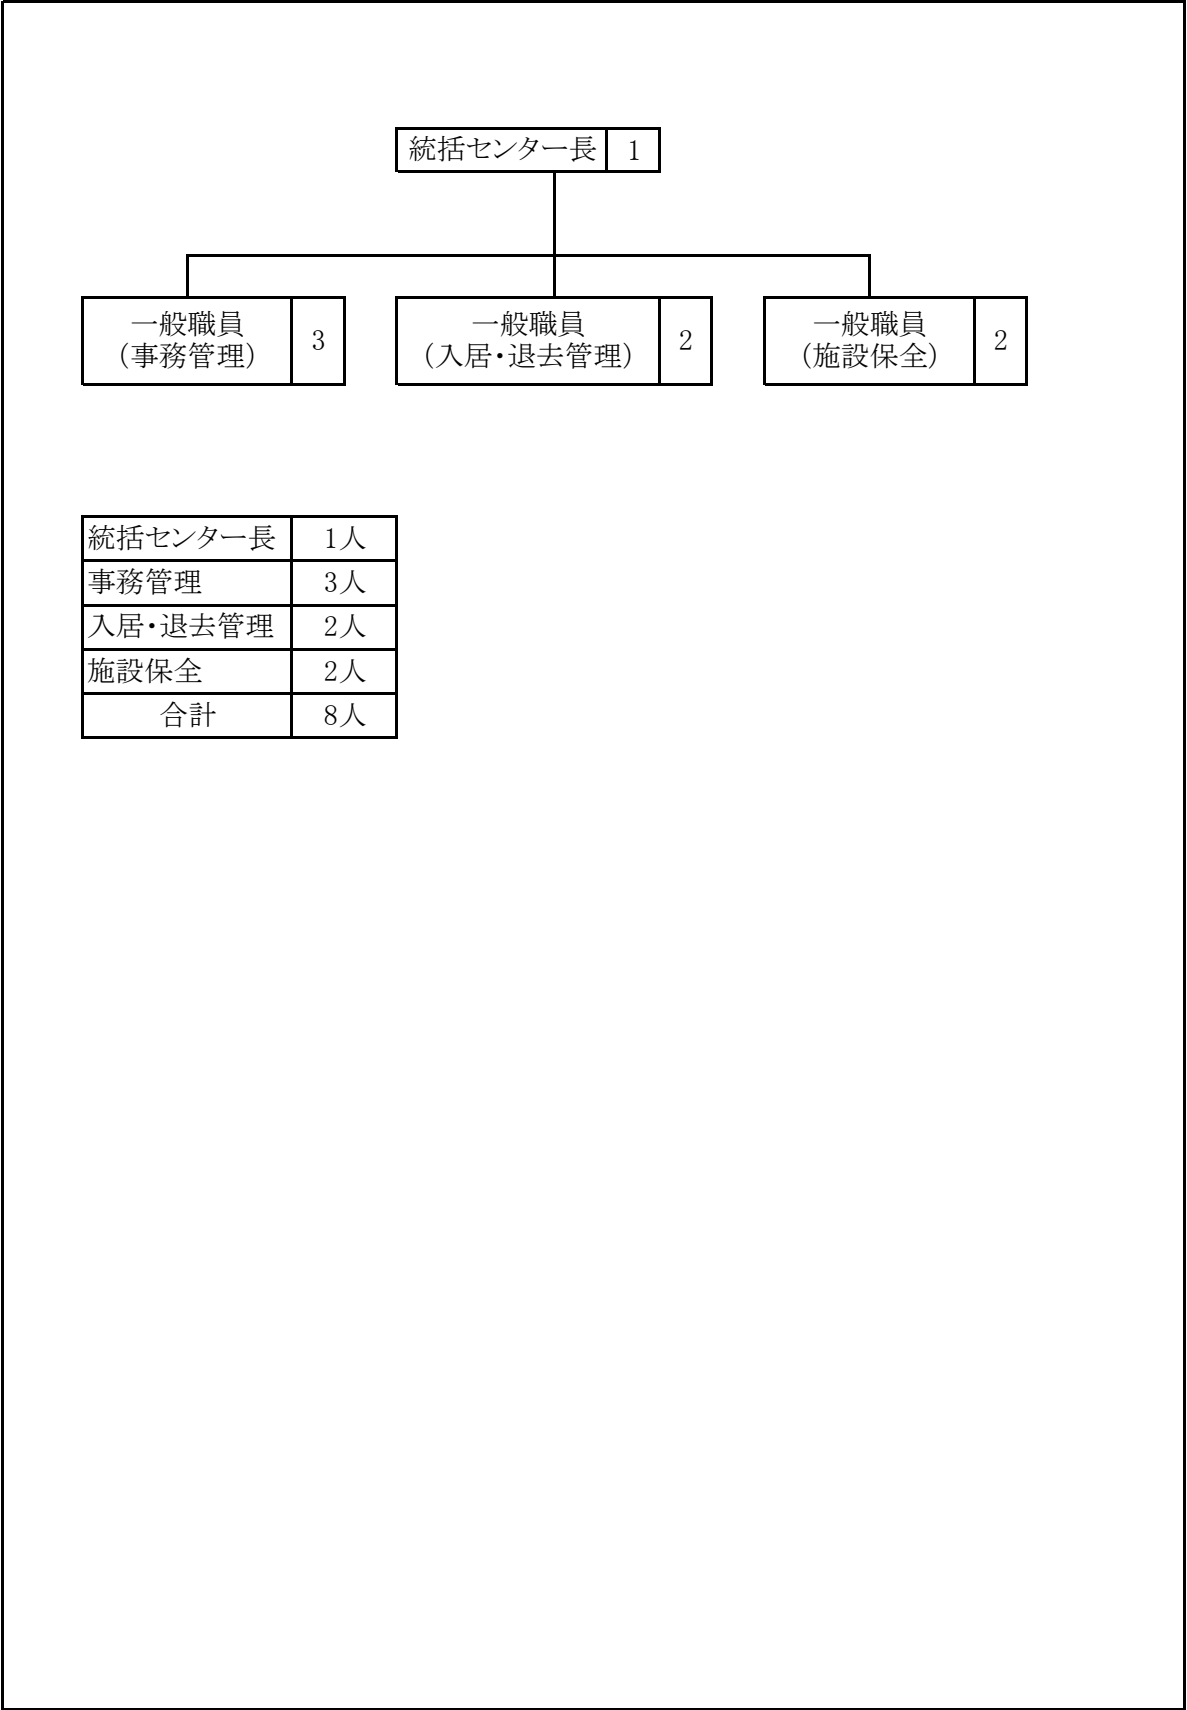 統括センター長 1
一般職員
（事務管理） 3
一般職員
（入居・退去管理） 2
一般職員
（施設保全） 2
統括センター長 1人
事務管理 3人
入居・退去管理 2人
施設保全 2人
合計 8人